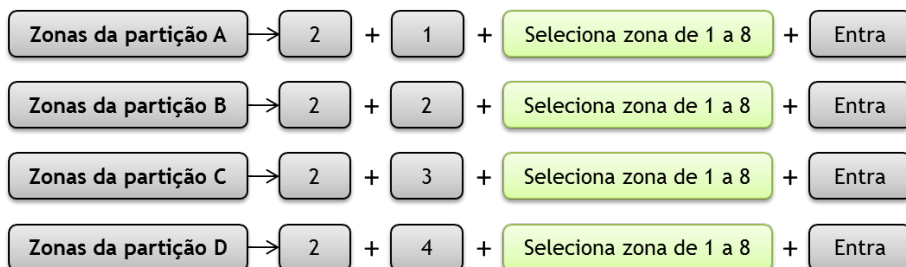 Zonas da partição A → 2 + 1 + Seleciona zona de 1 a 8 + Entra
Zonas da partição B → 2 + 2 + Seleciona zona de 1 a 8 + Entra
Zonas da partição C → 2 + 3 + Seleciona zona de 1 a 8 + Entra
Zonas da partição D → 2 + 4 + Seleciona zona de 1 a 8 + Entra